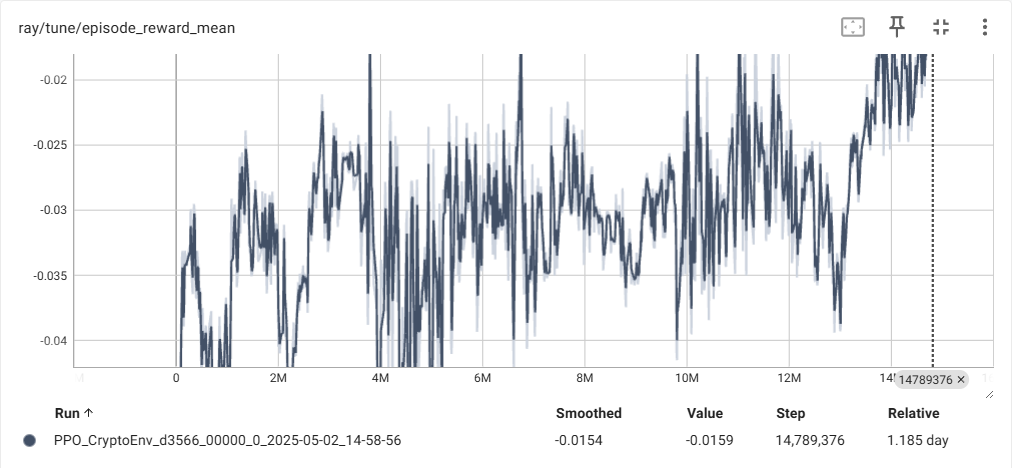 ray/tune/episode_reward_mean
-0.02
-0.025
-0.03
-0.035
-0.04
0 2M 4M 6M 8M 10M 12M 14M
14789376 ×
Run ↑ Smoothed Value Step Relative
PPO_CryptoEnv_d3566_00000_0_2025-05-02_14-58-56 -0.0154 -0.0159 14,789,376 1.185 day